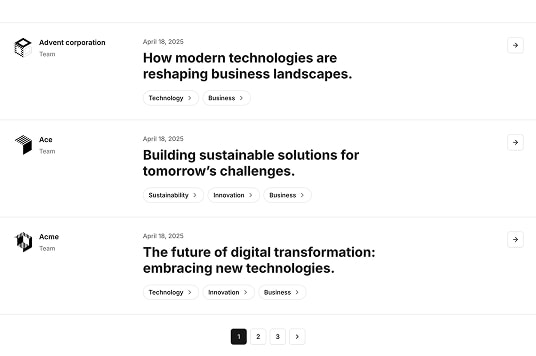 Advent corporation
Team
April 18, 2025
How modern technologies are
reshaping business landscapes.
Technology
Business
Ace
Team
April 18, 2025
Building sustainable solutions for
tomorrow’s challenges.
Sustainability
Innovation
Business
Acme
Team
April 18, 2025
The future of digital transformation:
embracing new technologies.
Technology
Innovation
Business
1 2 3